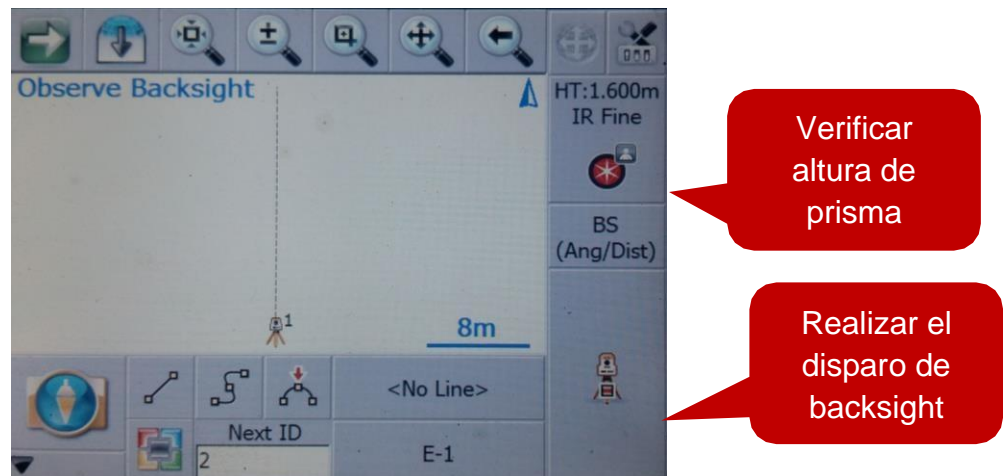 Observe Backsight
HT:1.600m
IR Fine
BS
(Ang/Dist)
1
8m
<No Line>
Next ID
2
E-1
Verificar
altura de
prisma
Realizar el
disparo de
backsight